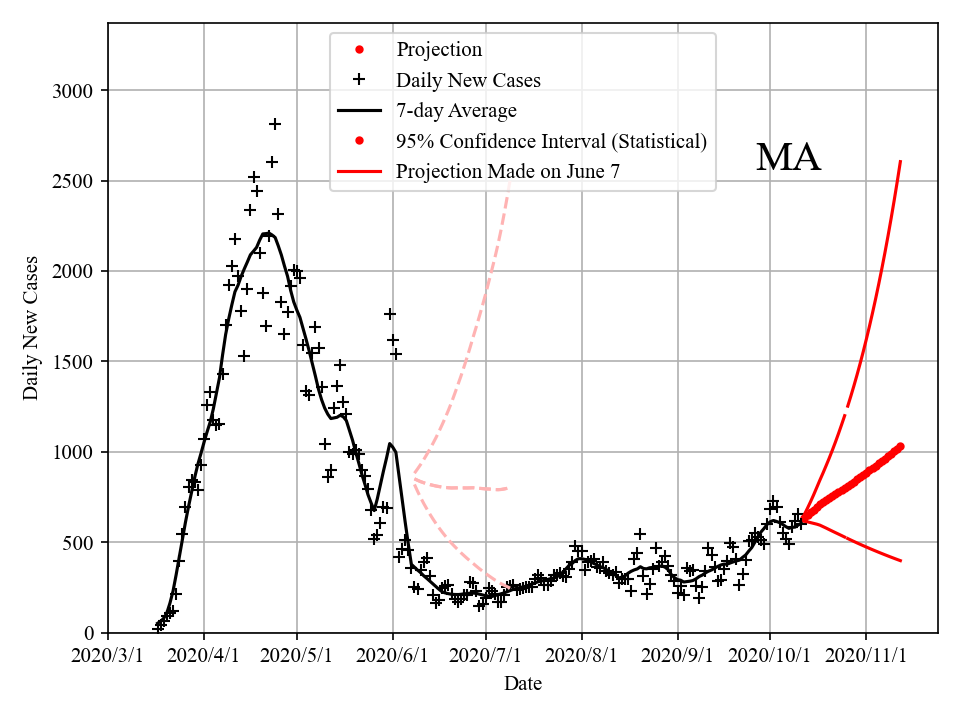 Projection
Daily New Cases
7-day Average
95% Confidence Interval (Statistical)
Projection Made on June 7
MA
3000
2500
2000
1500
1000
500
0
Daily New Cases
2020/3/1 2020/4/1 2020/5/1 2020/6/1 2020/7/1 2020/8/1 2020/9/1 2020/10/1 2020/11/1
Date